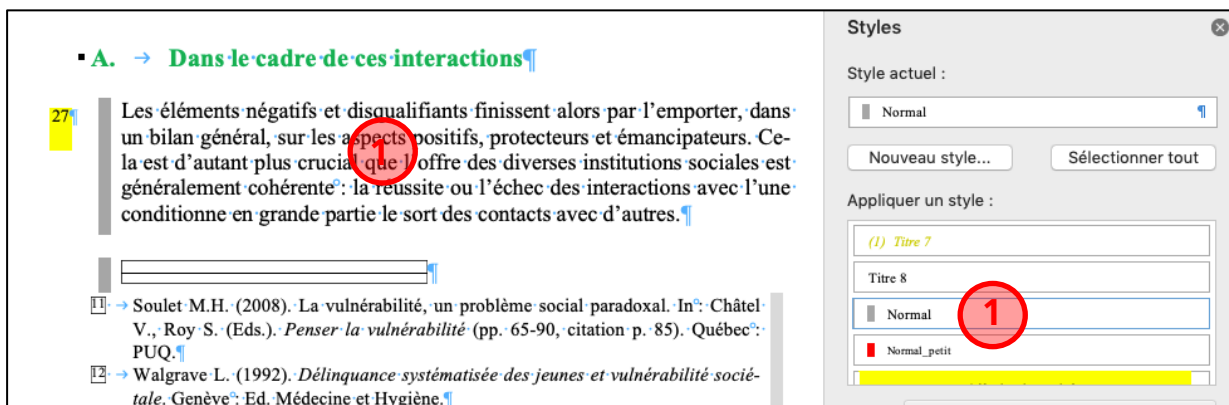 A. → Dans·le·cadre·de·ces·interactions¶
27¶
Les·éléments·négatifs·et·disqualifiants·finissent·alors·par·l’emporter,·dans·
un·bilan·général,·sur·les·aspects·positifs,·protecteurs·et·émancipateurs.·Ce-
la·est·d’autant·plus·crucial·que·l’offre·des·diverses·institutions·sociales·est·
généralement·cohérente°:·la·réussite·ou·l’échec·des·interactions·avec·l’une·
conditionne·en·grande·partie·le·sort·des·contacts·avec·d’autres.¶
1
¶
11·→Soulet·M.H.·(2008).·La·vulnérabilité,·un·problème·social·paradoxal.·In°:·Châtel·
V.,·Roy·S.·(Eds.).·Penser·la·vulnérabilité·(pp.·65-90,·citation·p.·85).·Québec°:·
PUQ.¶
12·→Walgrave·L.·(1992).·Délinquance·systématisée·des·jeunes·et·vulnérabilité·socié-
tale.·Genève°:·Ed.·Médecine·et·Hygiène.¶
Styles
Style actuel :
Normal ¶
Nouveau style... Sélectionner tout
Appliquer un style :
(1) Titre 7
Titre 8
Normal
1
Normal_petit